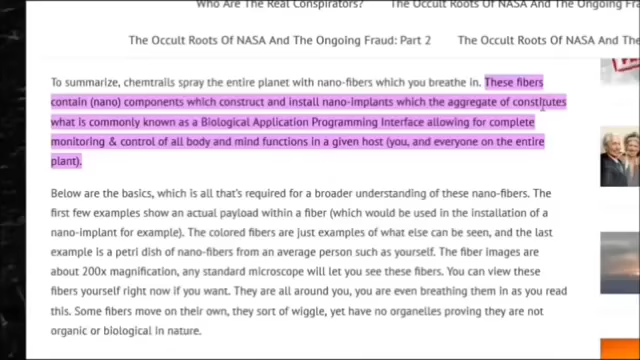 Who Are The Real Conspirators? The Occult Roots Of NASA And The Ongoing Fra
The Occult Roots Of NASA And The Ongoing Fraud: Part 2 The Occult Roots Of NASA And The
To summarize, chemtrails spray the entire planet with nano-fibers which you breathe in. These fibers
contain (nano) components which construct and install nano-implants which the aggregate of constitutes
what is commonly known as a Biological Application Programming Interface allowing for complete
monitoring & control of all body and mind functions in a given host (you, and everyone on the entire
plant).
Below are the basics, which is all that's required for a broader understanding of these nano-fibers. The
first few examples show an actual payload within a fiber (which would be used in the installation of a
nano-implant for example). The colored fibers are just examples of what else can be seen, and the last
example is a petri dish of nano-fibers from an average person such as yourself. The fiber images are
about 200x magnification, any standard microscope will let you see these fibers. You can view these
fibers yourself right now if you want. They are all around you, you are even breathing them in as you read
this. Some fibers move on their own, they sort of wiggle, yet have no organelles proving they are not
organic or biological in nature.